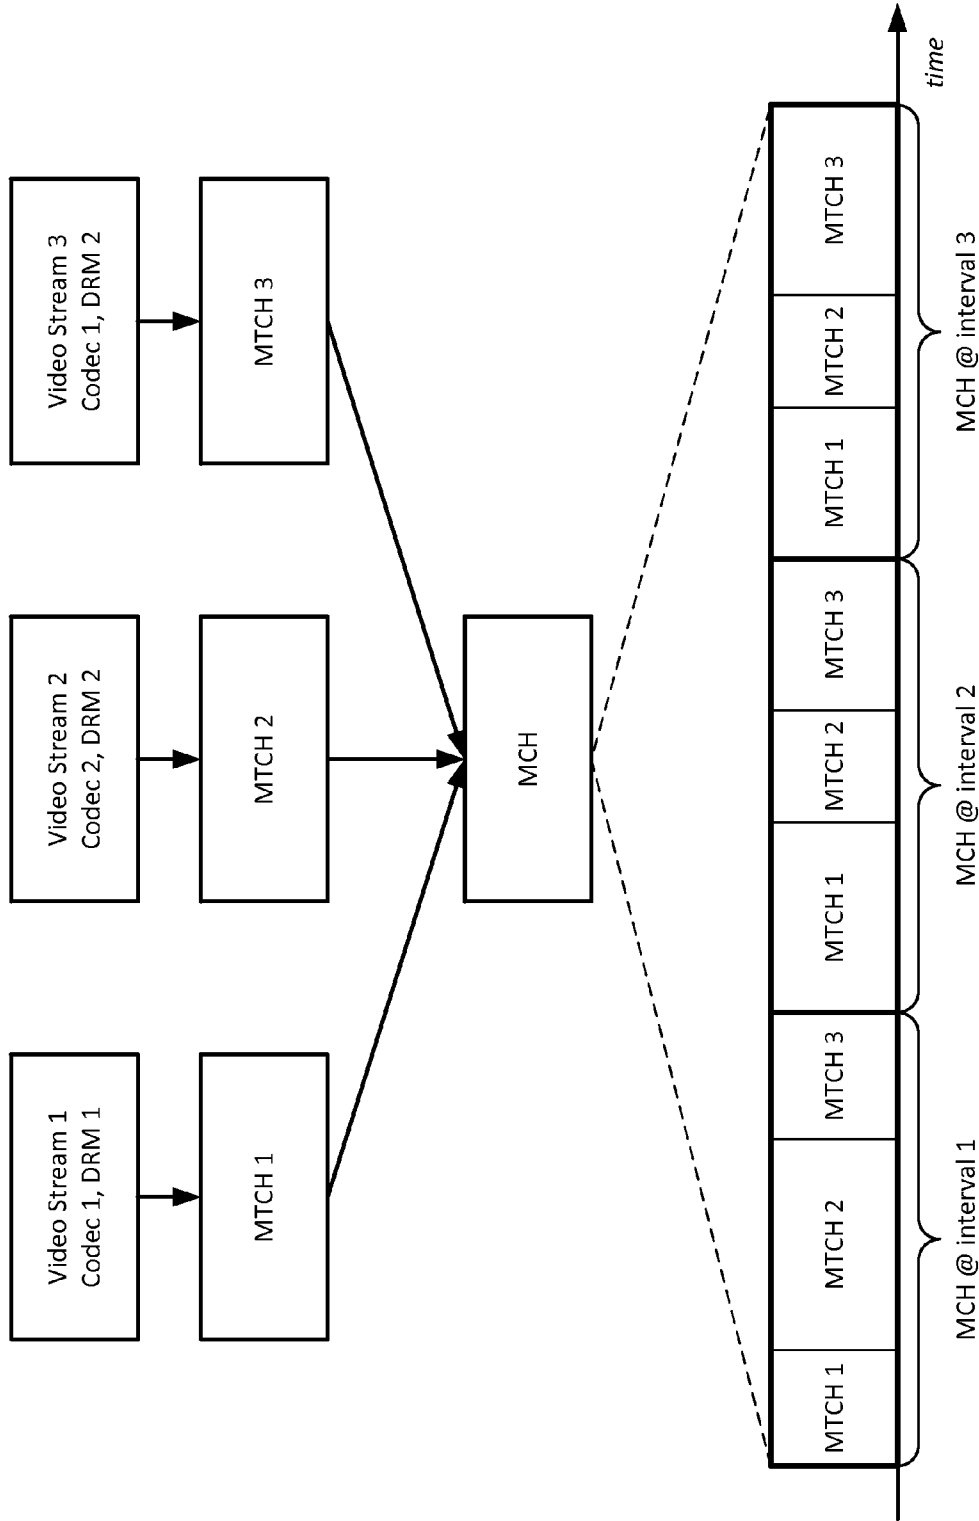 Video Stream 1
Codec 1, DRM 1
Video Stream 2
Codec 2, DRM 2
Video Stream 3
Codec 1, DRM 2
MTCH 1
MTCH 2
MTCH 3
MCH
MTCH 1
MTCH 2
MTCH 3
MTCH 1
MTCH 2
MTCH 3
MTCH 1
MTCH 2
MTCH 3
time
MCH @ interval 1
MCH @ interval 2
MCH @ interval 3